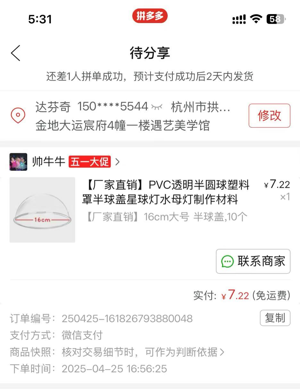 5:31
拼多多
5G
待分享
还差1人拼单成功，预计支付成功后2天内发货
达芬奇 150****5544 杭州市拱...
金地大运宸府4幢一楼遇艺美学馆
修改
帅牛牛 五一大促 >
【厂家直销】PVC透明半圆球塑料罩半球盖星球灯水母灯制作材料
¥7.22
×1
16cm
【厂家直销】16cm大号 半球盖,10个
联系商家
实付: ¥7.22 (免运费)
订单编号: 250425-161826793880048
复制
支付方式: 微信支付
商品快照: 核对交易细节时，可作为判断依据>
下单时间: 2025-04-25 16:56:25